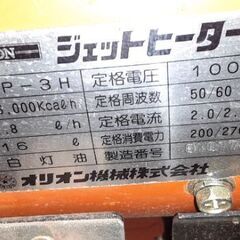 ON ジェットヒーター
P-3H 定格電圧 100
,000Kcal/h 定格周波数 50/60
.8 ℓ/h 定格電流 2.0/2.
16 ℓ 定格消費電力 200/270
白灯油 製造番号
オリオン機械株式会社